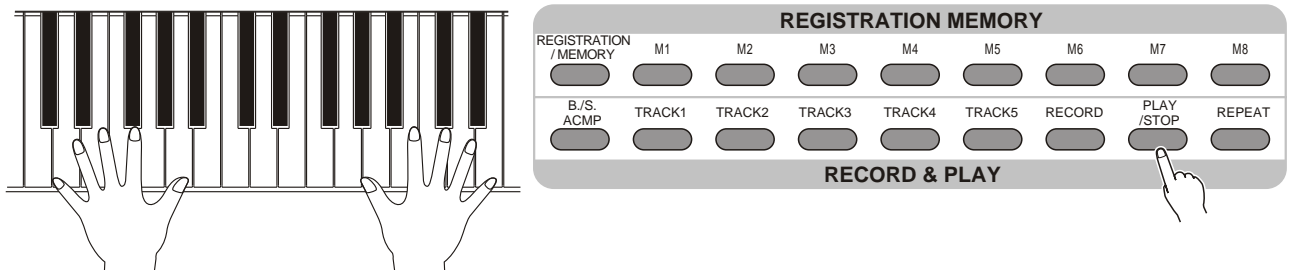 REGISTRATION MEMORY
REGISTRATION
/ MEMORY
M1 M2 M3 M4 M5 M6 M7 M8
B./S.
ACMP
TRACK1 TRACK2 TRACK3 TRACK4 TRACK5 RECORD
PLAY
/STOP
REPEAT
RECORD & PLAY